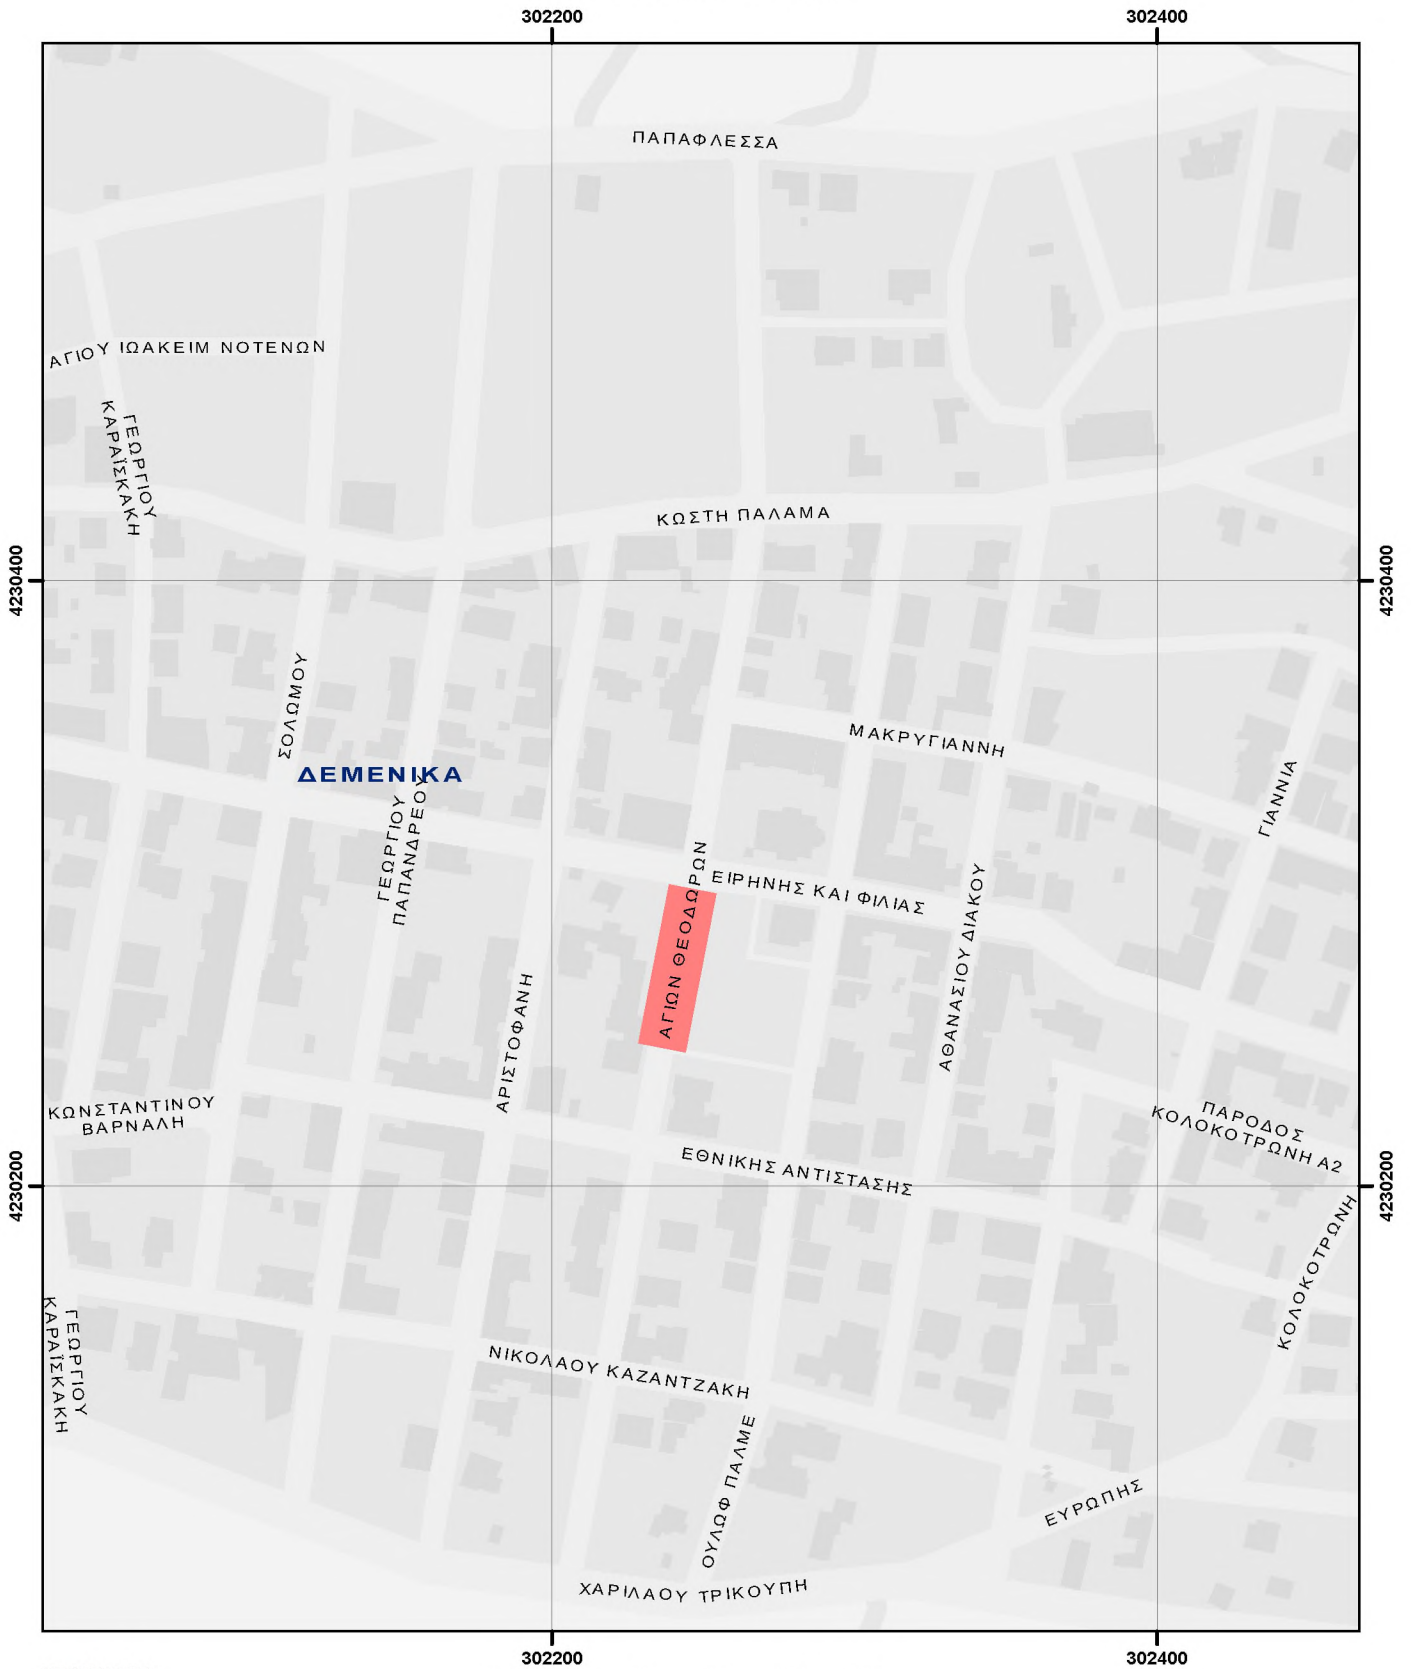 302200
302400
ΠΑΠΑΦΛΕΣΣΑ
ΑΓΙΟΥ ΙΩΑΚΕΙΜ ΝΟΤΕΝΩΝ
ΓΕΩΡΓΙΟΥ
ΚΑΡΑΪΣΚΑΚΗ
ΚΩΣΤΗ ΠΑΛΑΜΑ
4230400
4230400
ΣΟΛΩΜΟΥ
ΜΑΚΡΥΓΙΑΝΝΗ
ΔΕΜΕΝΙΚΑ
ΓΙΑΝΝΙΑ
ΓΕΩΡΓΙΟΥ
ΠΑΠΑΝΔΡΕΟΥ
ΑΓΙΩΝ ΘΕΟΔΩΡΩΝ
ΕΙΡΗΝΗΣ ΚΑΙ ΦΙΛΙΑΣ
ΑΘΑΝΑΣΙΟΥ ΔΙΑΚΟΥ
ΑΡΙΣΤΟΦΑΝΗ
ΚΩΝΣΤΑΝΤΙΝΟΥ
ΒΑΡΝΑΛΗ
ΠΑΡΟΔΟΣ
ΚΟΛΟΚΟΤΡΩΝΗ Α2
ΕΘΝΙΚΗΣ ΑΝΤΙΣΤΑΣΗΣ
4230200
4230200
ΚΟΛΟΚΟΤΡΩΝΗ
ΓΕΩΡΓΙΟΥ
ΚΑΡΑΪΣΚΑΚΗ
ΝΙΚΟΛΑΟΥ ΚΑΖΑΝΤΖΑΚΗ
ΟΥΛΩΦ ΠΑΛΜΕ
ΕΥΡΩΠΗΣ
ΧΑΡΙΛΑΟΥ ΤΡΙΚΟΥΠΗ
302200
302400